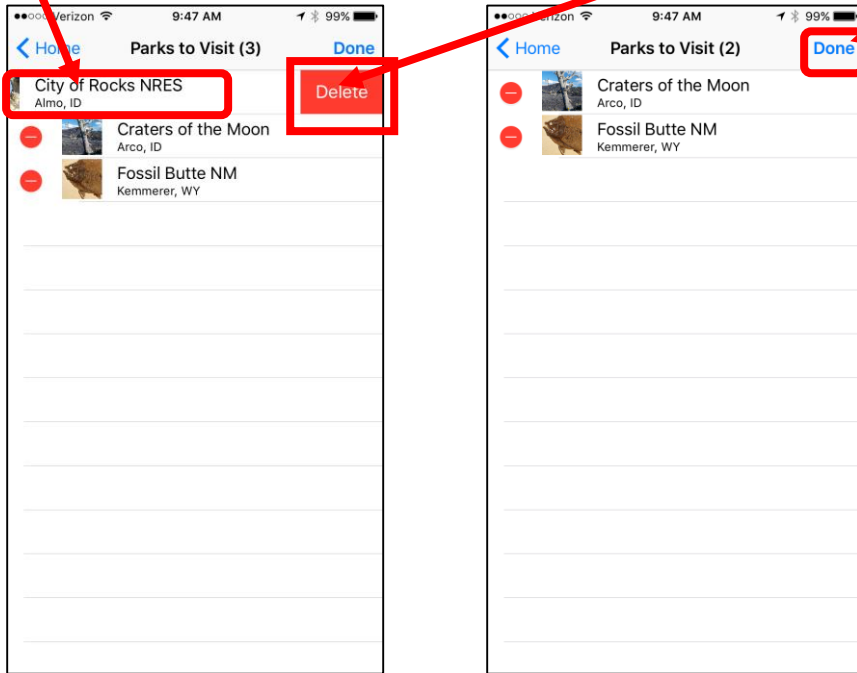 Verizon 9:47 AM 99%
Home Parks to Visit (3) Done
City of Rocks NRES
Almo, ID
Delete
Craters of the Moon
Arco, ID
Fossil Butte NM
Kemmerer, WY
9:47 AM 99%
Home Parks to Visit (2) Done
Craters of the Moon
Arco, ID
Fossil Butte NM
Kemmerer, WY